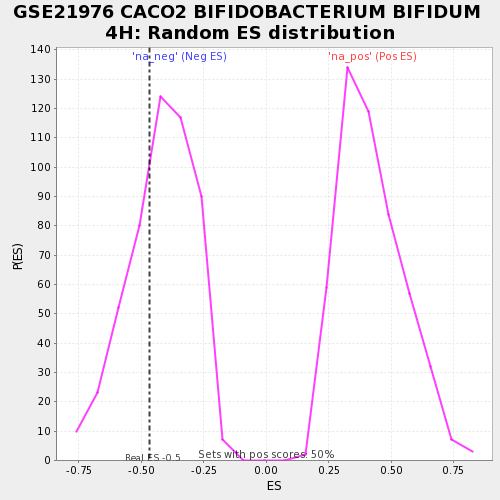 GSE21976 CACO2 BIFIDOBACTERIUM BIFIDUM
4H: Random ES distribution
'na_neg' (Neg ES)
'na_pos' (Pos ES)
140
130
120
110
100
90
80
70
60
50
40
30
20
10
0
P(ES)
Real ES -0.5
Sets with pos scores: 50%
-0.75
-0.50
-0.25
0.00
0.25
0.50
0.75
ES